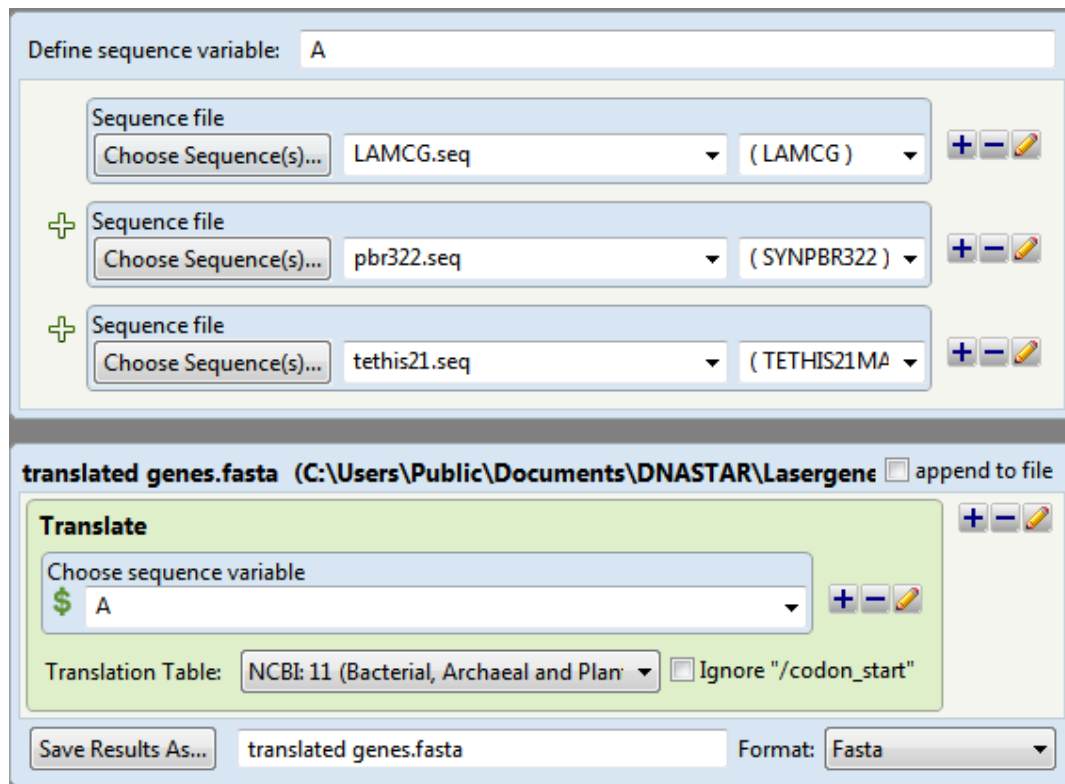 Define sequence variable: A
Sequence file
Choose Sequence(s)... LAMCG.seq ( LAMCG )
Sequence file
Choose Sequence(s)... pbr322.seq ( SYNPBR322 )
Sequence file
Choose Sequence(s)... tethis21.seq ( TETHIS21MA
translated genes.fasta (C:\Users\Public\Documents\DNASTAR\Lasergene append to file
Translate
Choose sequence variable
$ A
Translation Table: NCBI: 11 (Bacterial, Archaeal and Plan Ignore "/codon_start"
Save Results As... translated genes.fasta Format: Fasta